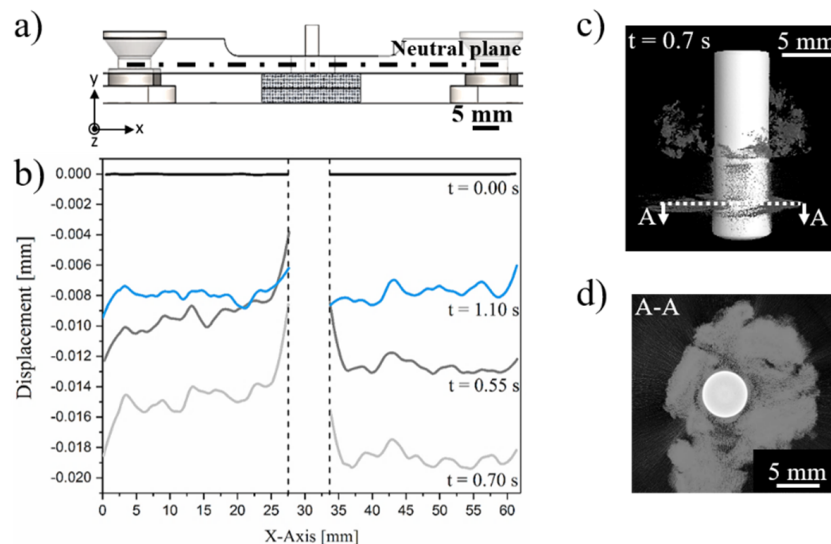 a)
Neutral plane
y
z
x
5 mm
b)
Displacement [mm]
0.000
-0.002
-0.004
-0.006
-0.008
-0.010
-0.012
-0.014
-0.016
-0.018
-0.020
t = 0.00 s
t = 1.10 s
t = 0.55 s
t = 0.70 s
0 5 10 15 20 25 30 35 40 45 50 55 60
X-Axis [mm]
c)
t = 0.7 s
5 mm
A A
d)
A-A
5 mm